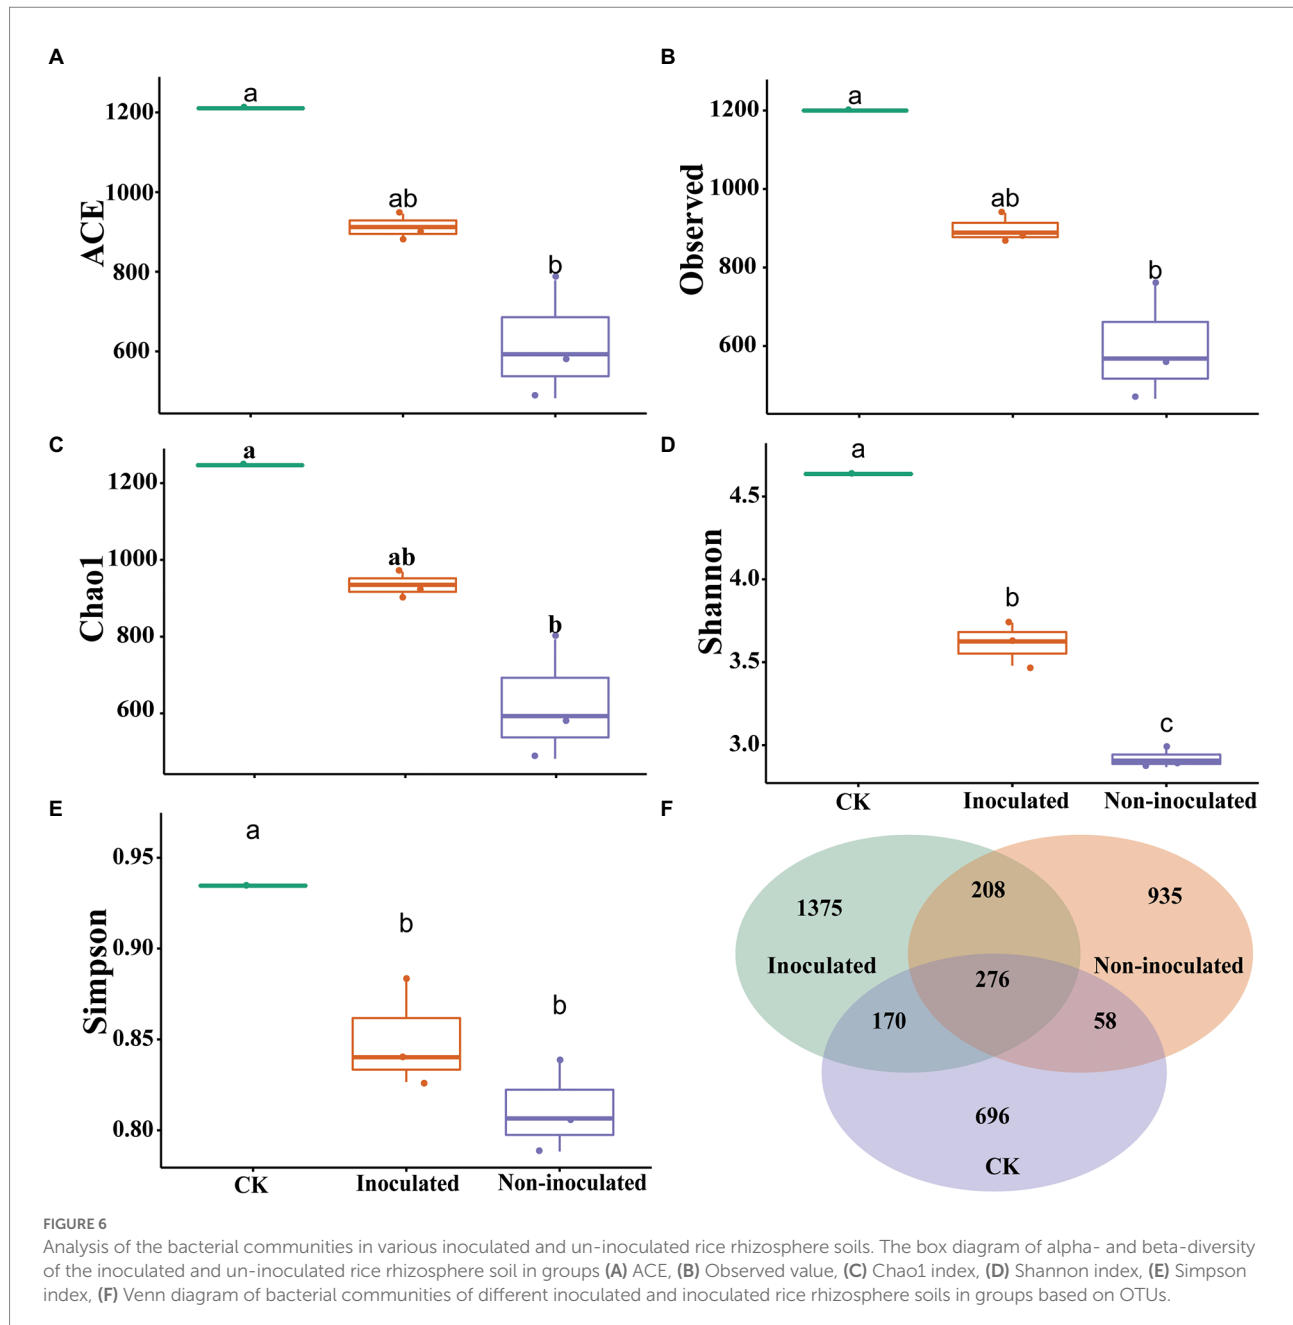 A
ACE
1200
1000
800
600
a
ab
b
B
Observed
1200
1000
800
600
a
ab
b
C
Chao1
1200
1000
800
600
a
ab
b
D
Shannon
4.5
4.0
3.5
3.0
a
b
c
CK
Inoculated
Non-inoculated
E
Simpson
0.95
0.90
0.85
0.80
a
b
b
CK
Inoculated
Non-inoculated
F
1375
208
935
Inoculated
276
Non-inoculated
170
58
696
CK
FIGURE 6
Analysis of the bacterial communities in various inoculated and un-inoculated rice rhizosphere soils. The box diagram of alpha- and beta-diversity
of the inoculated and un-inoculated rice rhizosphere soil in groups (A) ACE, (B) Observed value, (C) Chao1 index, (D) Shannon index, (E) Simpson
index, (F) Venn diagram of bacterial communities of different inoculated and inoculated rice rhizosphere soils in groups based on OTUs.